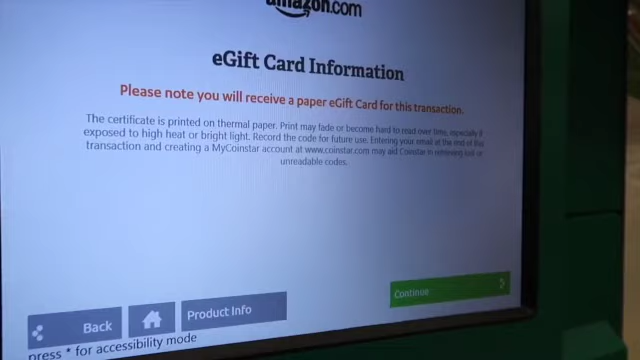 amazon.com
eGift Card Information
Please note you will receive a paper eGift Card for this transaction.
The certificate is printed on thermal paper. Print may fade or become hard to read over time, especially if
exposed to high heat or bright light. Record the code for future use. Entering your email at the end of this
transaction and creating a MyCoinstar account at www.coinstar.com may aid Coinstar in retrieving lost or
unreadable codes.
Back
Product Info
Continue
press * for accessibility mode